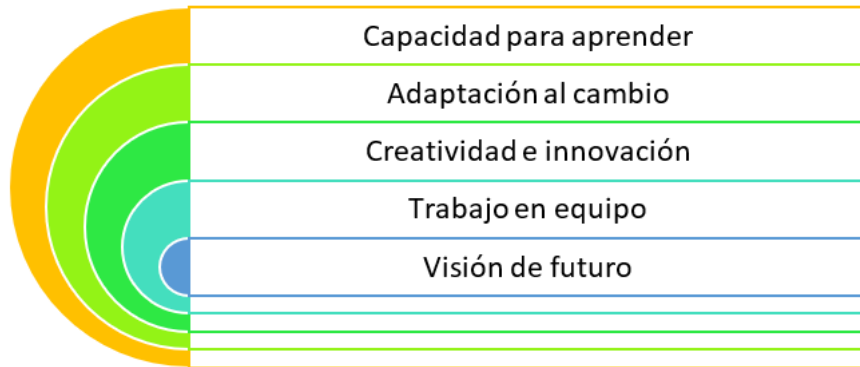 Capacidad para aprender
Adaptación al cambio
Creatividad e innovación
Trabajo en equipo
Visión de futuro